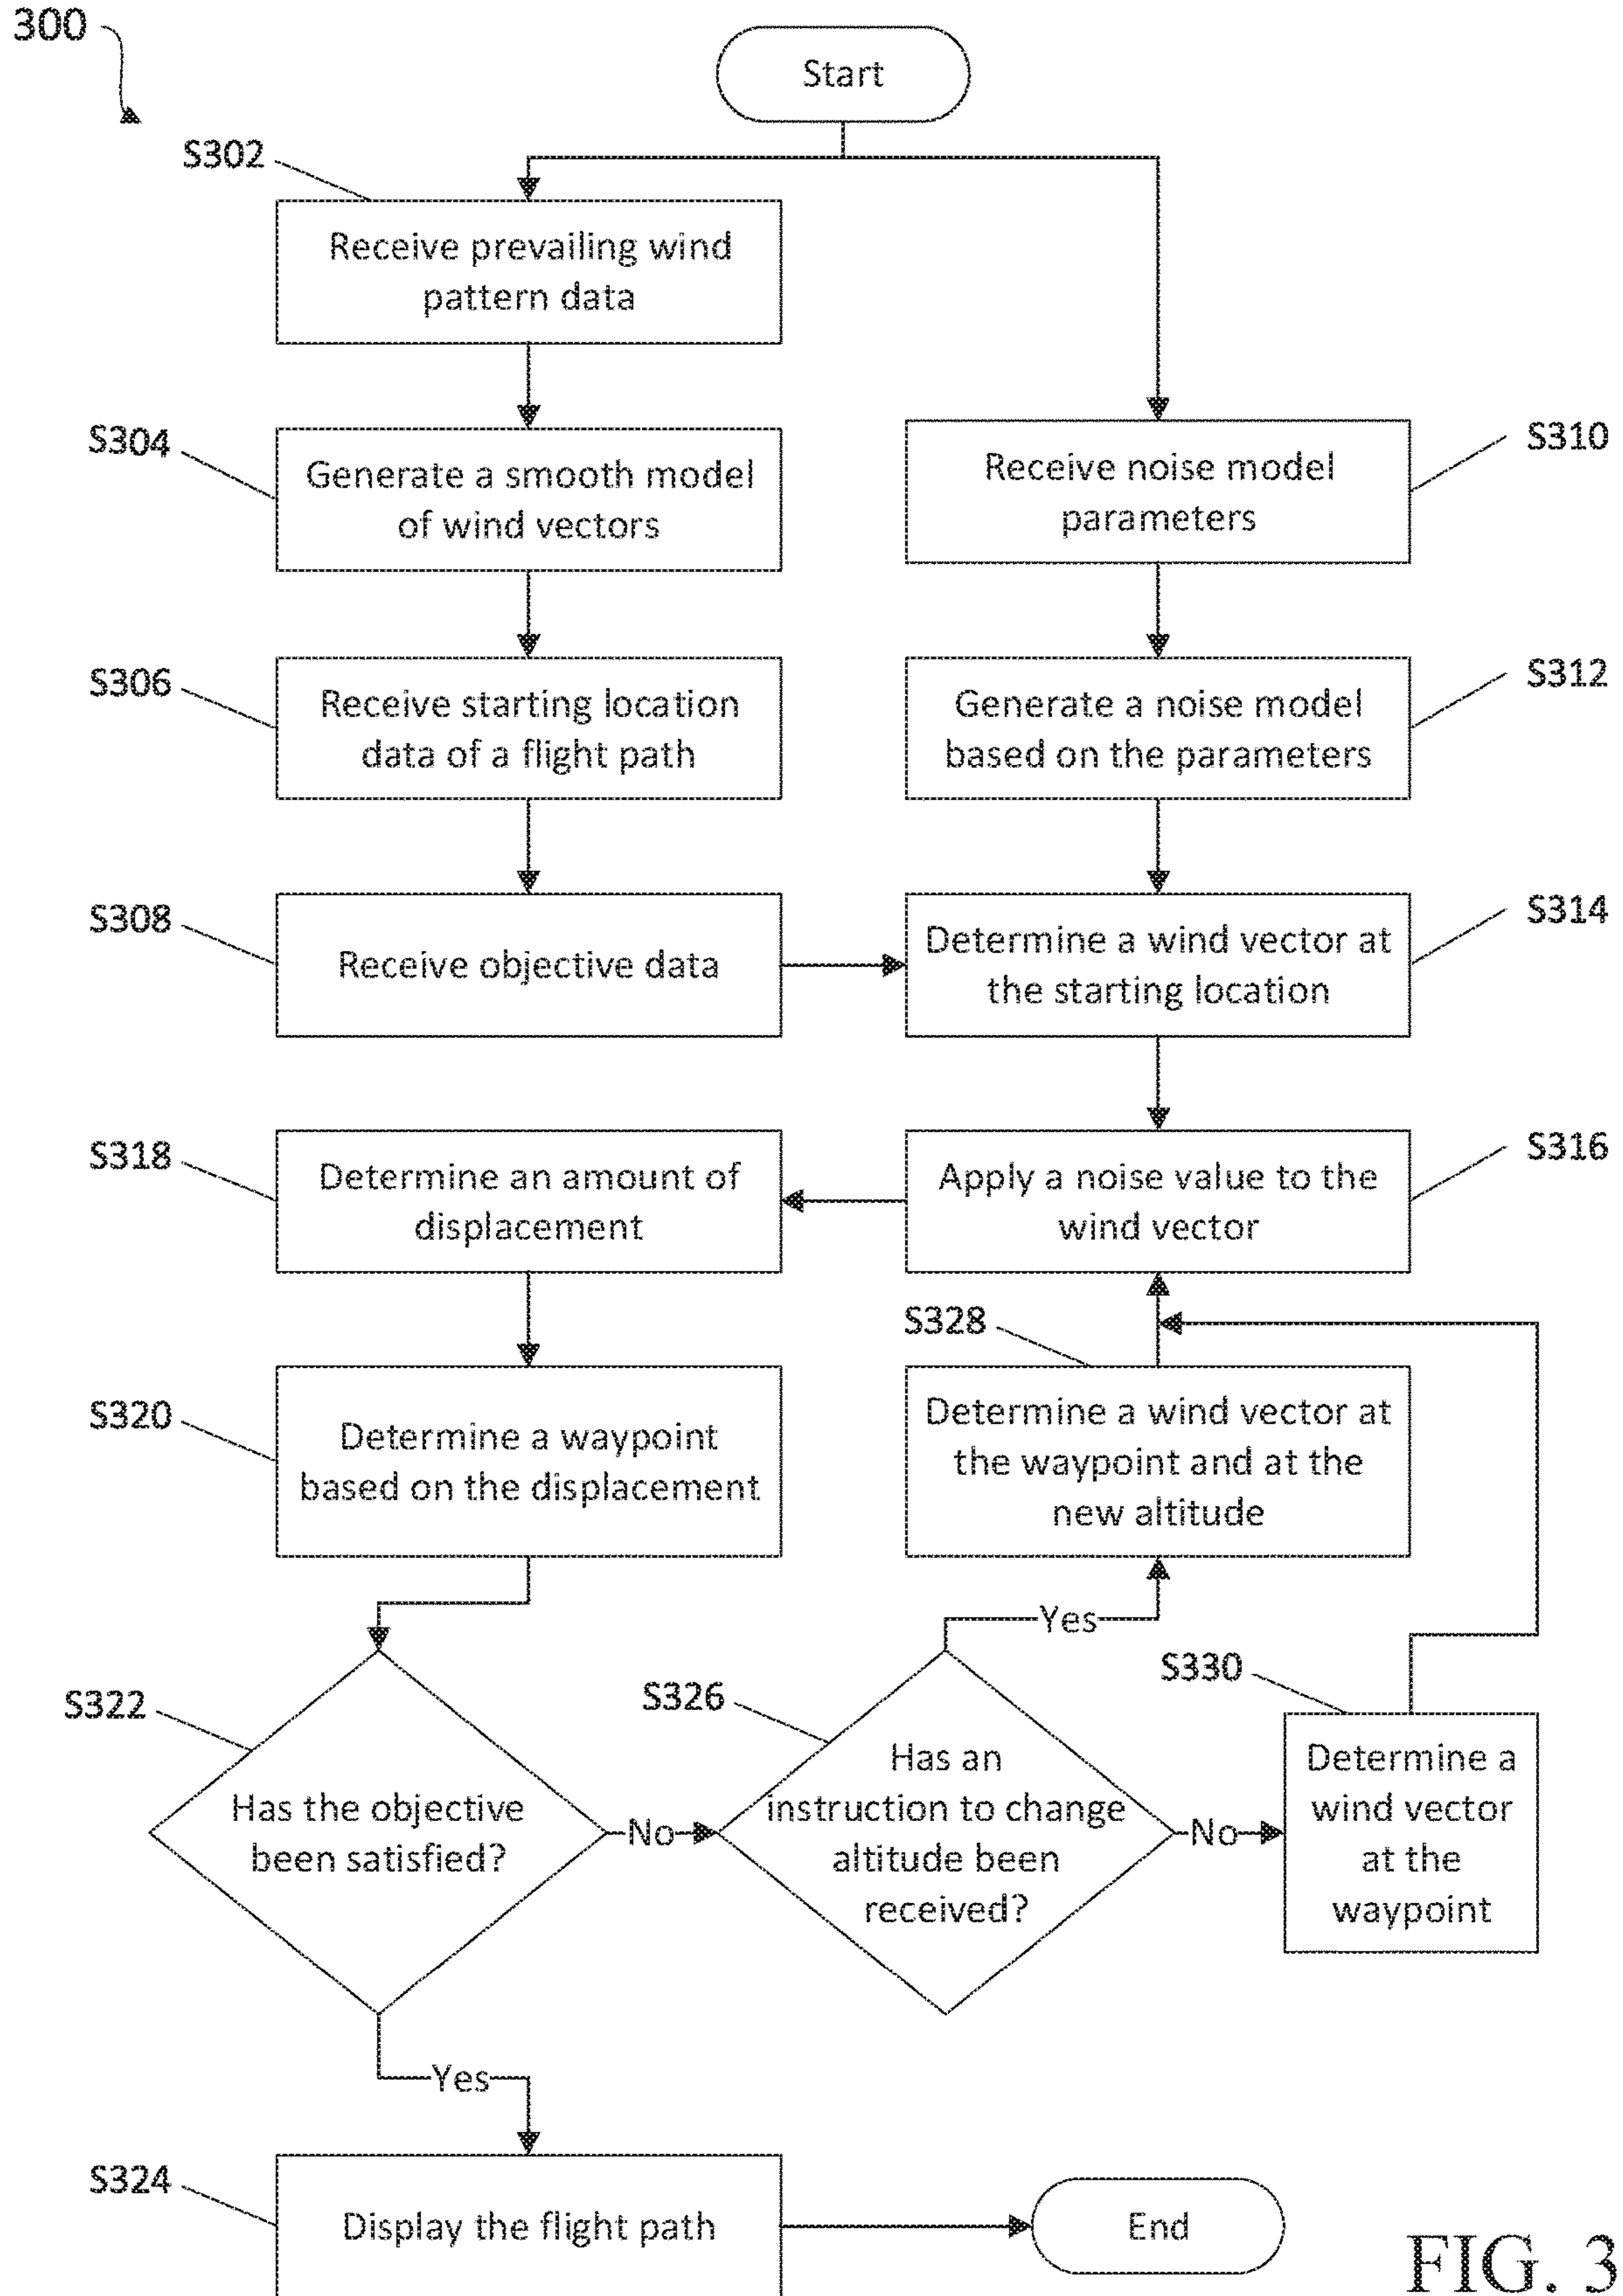 300
Start
S302
Receive prevailing wind
pattern data
S304
Generate a smooth model
of wind vectors
S310
Receive noise model
parameters
S306
Receive starting location
data of a flight path
S312
Generate a noise model
based on the parameters
S308
Receive objective data
S314
Determine a wind vector at
the starting location
S318
Determine an amount of
displacement
S316
Apply a noise value to the
wind vector
S320
Determine a waypoint
based on the displacement
S328
Determine a wind vector at
the waypoint and at the
new altitude
Yes
S322
Has the objective
been satisfied?
No
S326
Has an
instruction to change
altitude been
received?
No
S330
Determine a
wind vector
at the
waypoint
Yes
S324
Display the flight path
End
FIG. 3